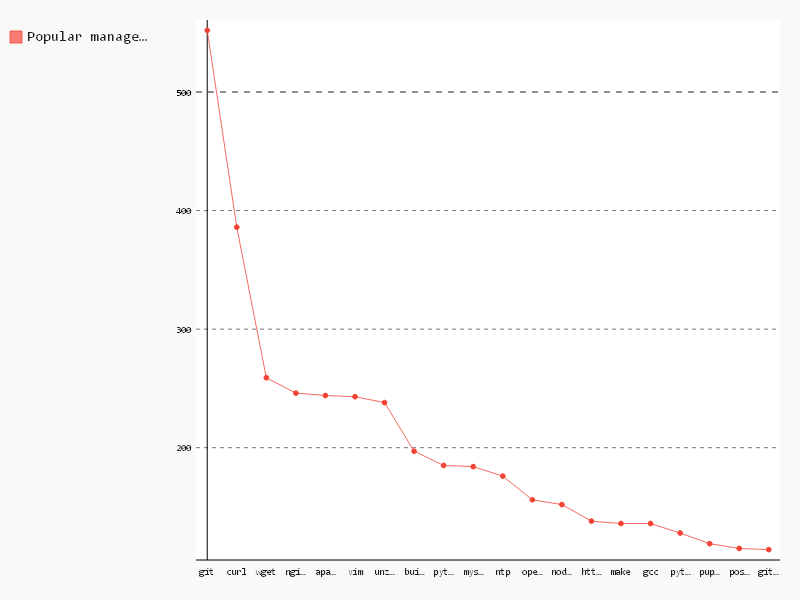 Popular manage…
500
400
300
200
git curl wget ngi… apa… vim unz… bui… pyt… mys… ntp ope… nod… htt… make gcc pyt… pup… pos… git…